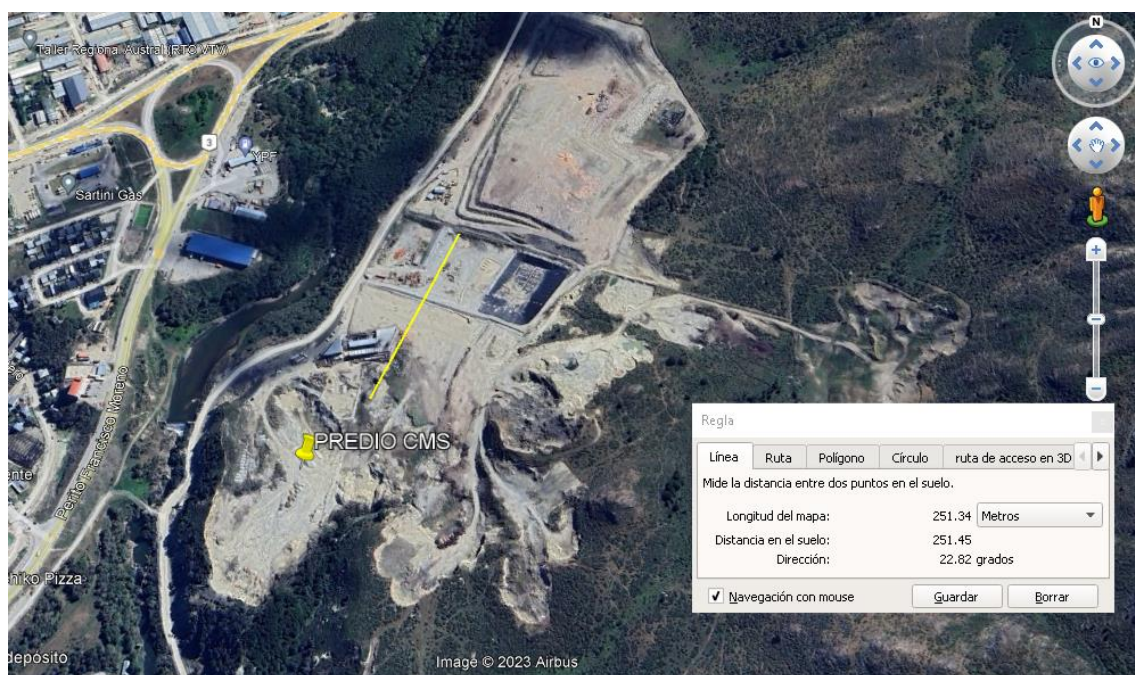 N
Taller Regional Austral (RTO VTV)
3
YPF
Sartini Gas
Perito Francisco Moreno
PREDIO CMS
Pizza
depósito
Image © 2023 Airbus
Regla
Línea Ruta Polígono Círculo ruta de acceso en 3D
Mide la distancia entre dos puntos en el suelo.
Longitud del mapa: 251.34 Metros
Distancia en el suelo: 251.45
Dirección: 22.82 grados
Navegación con mouse Guardar Borrar